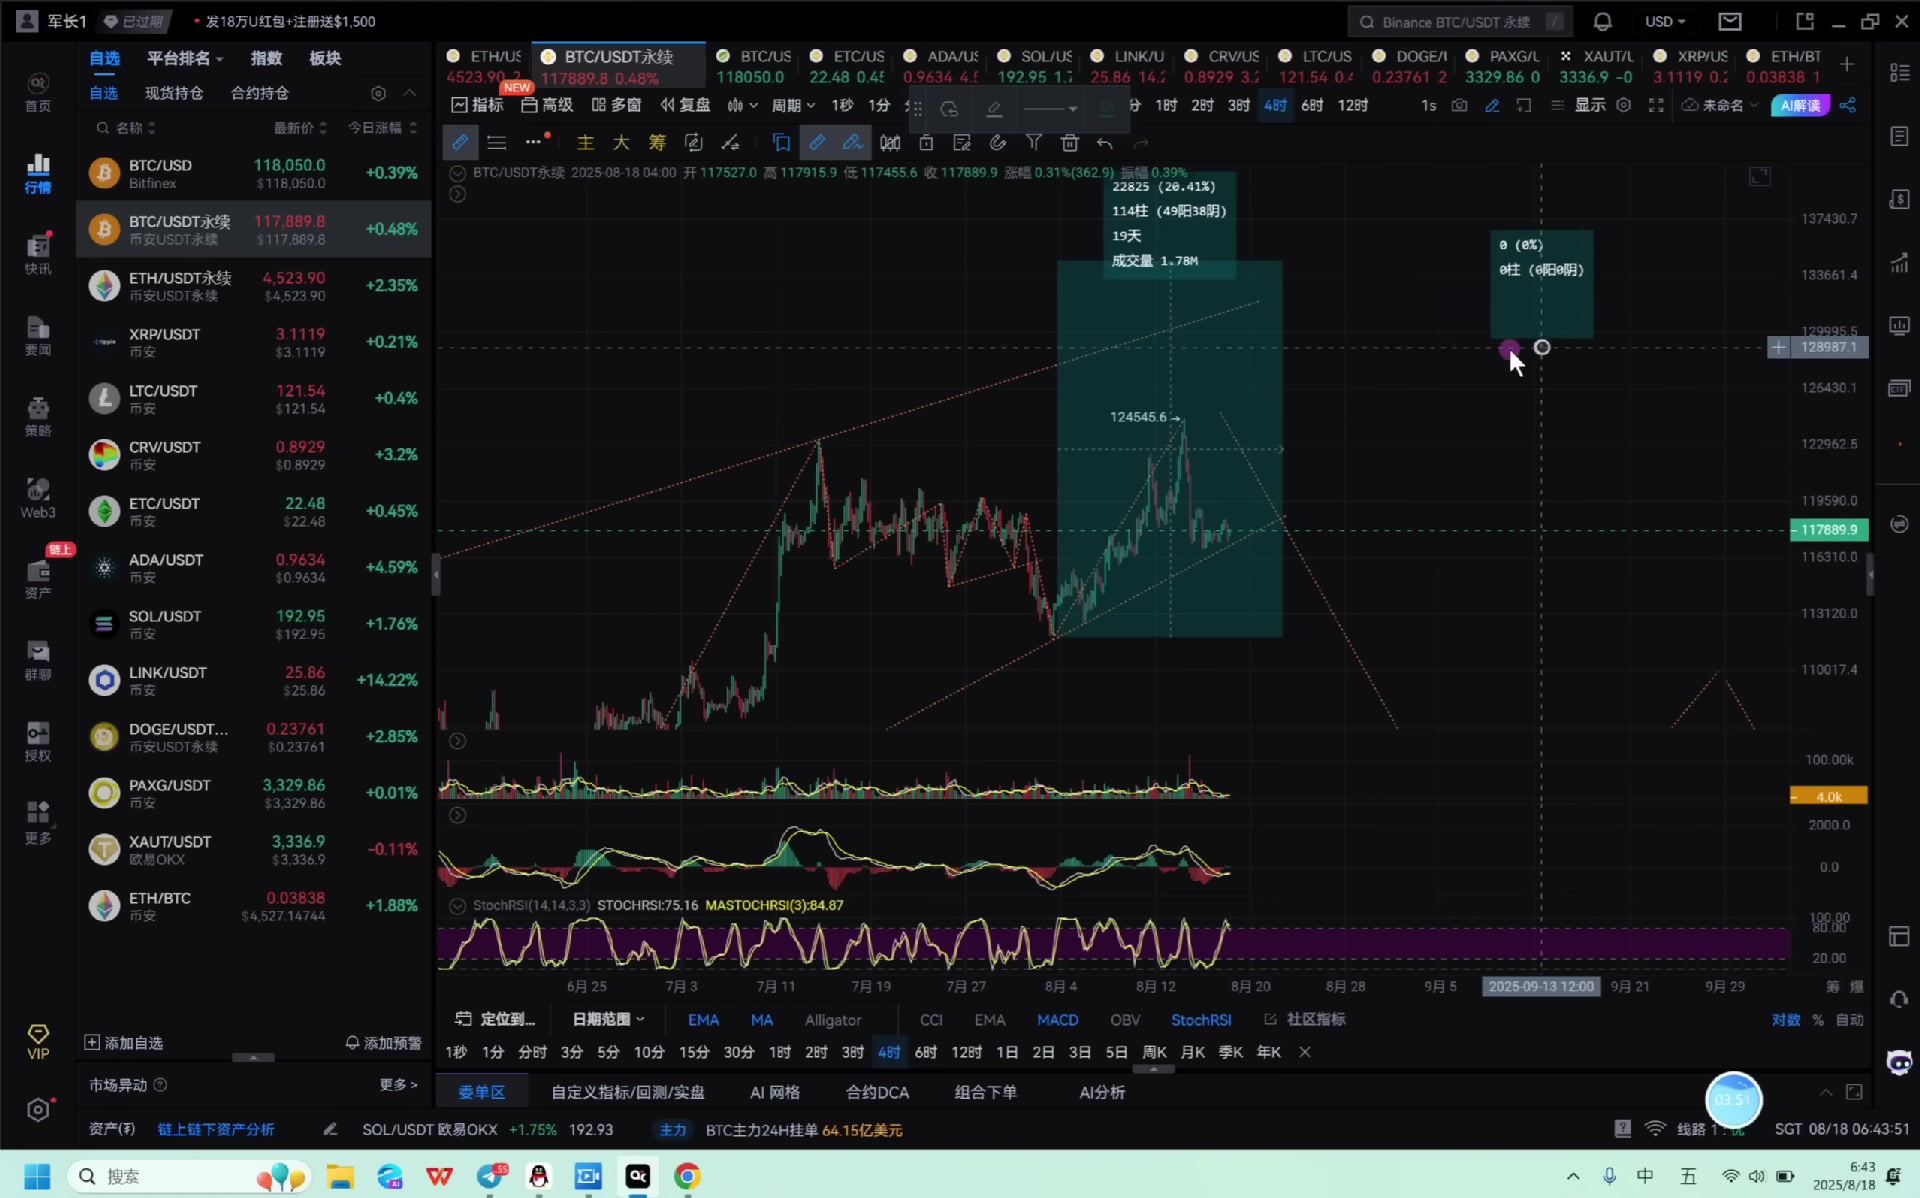 军长1 已过期 • 发18万U红包+注册送$1,500 Binance BTC/USDT 永续 / USD
自选 平台排名 指数 板块
自选 现货持仓 合约持仓
名称 最新价 今日涨幅
BTC/USD 118,050.0 +0.39%
Bitfinex $118,050.0
BTC/USDT永续 117,889.8 +0.48%
币安USDT永续 $117,889.8
ETH/USDT永续 4,523.90 +2.35%
币安USDT永续 $4,523.90
XRP/USDT 3.1119 +0.21%
币安 $3.1119
LTC/USDT 121.54 +0.4%
币安 $121.54
CRV/USDT 0.8929 +3.2%
币安 $0.8929
ETC/USDT 22.48 +0.45%
币安 $22.48
ADA/USDT 0.9634 +4.59%
币安 $0.9634
SOL/USDT 192.95 +1.76%
币安 $192.95
LINK/USDT 25.86 +14.22%
币安 $25.86
DOGE/USDT... 0.23761 +2.85%
币安USDT永续 $0.23761
PAXG/USDT 3,329.86 +0.01%
币安 $3,329.86
XAUT/USDT 3,336.9 -0.11%
欧易OKX $3,336.9
ETH/BTC 0.03838 +1.88%
币安 $4,527.14744
添加自选 添加预警
市场异动 更多 >
首页
行情
快讯
要闻
策略
Web3
链上
资产
群聊
授权
更多
VIP
ETH/US BTC/USDT永续 BTC/US ETC/US ADA/US SOL/US LINK/U CRV/US LTC/US DOGE/I PAXG/L XAUT/L XRP/US ETH/BT
4523.90 2. 117889.8 0.48% 118050.0 22.48 0.45 0.9634 4.5 192.95 1.7 25.86 14.2 0.8929 3.2 121.54 0.4 0.23761 2 3329.86 0 3336.9 -0 3.1119 0.2 0.03838 1
NEW
指标 高级 多窗 复盘 周期 1秒 1分 分 1时 2时 3时 4时 6时 12时 1s 显示 未命名 AI解读
主 大 筹
BTC/USDT永续 2025-08-18 04:00 开117527.0 高117915.9 低117455.6 收117889.9 涨幅0.31%(362.9) 振幅0.39%
22825 (20.41%)
114柱 (49阳38阴)
19天
成交量 1.78M
0 (0%)
0柱 (0阳0阴)
124545.6
137430.7
133661.4
129995.5
128987.1
126430.1
122962.5
119590.0
117889.9
116310.0
113120.0
110017.4
100.00k
4.0k
2000.0
0.0
StochRSI(14,14,3,3) STOCHRSI:75.16 MASTOCHRSI(3):84.87
100.00
80.00
20.00
6月 25 7月 3 7月 11 7月 19 7月 27 8月 4 8月 12 8月 20 8月 28 9月 5 2025-09-13 12:00 9月 21 9月 29 筹 爆
定位到... 日期范围 EMA MA Alligator CCI EMA MACD OBV StochRSI 社区指标 对数 % 自动
1秒 1分 分时 3分 5分 10分 15分 30分 1时 2时 3时 4时 6时 12时 1日 2日 3日 5日 周K 月K 季K 年K
委单区 自定义指标/回测/实盘 AI 网格 合约DCA 组合下单 AI分析
03:51
资产(₮) 链上链下资产分析 SOL/USDT 欧易OKX +1.75% 192.93 主力 BTC主力24H挂单 64.15亿美元 线路 1 : 优 SGT 08/18 06:43:51
搜索 55 中 五 6:43
2025/8/18